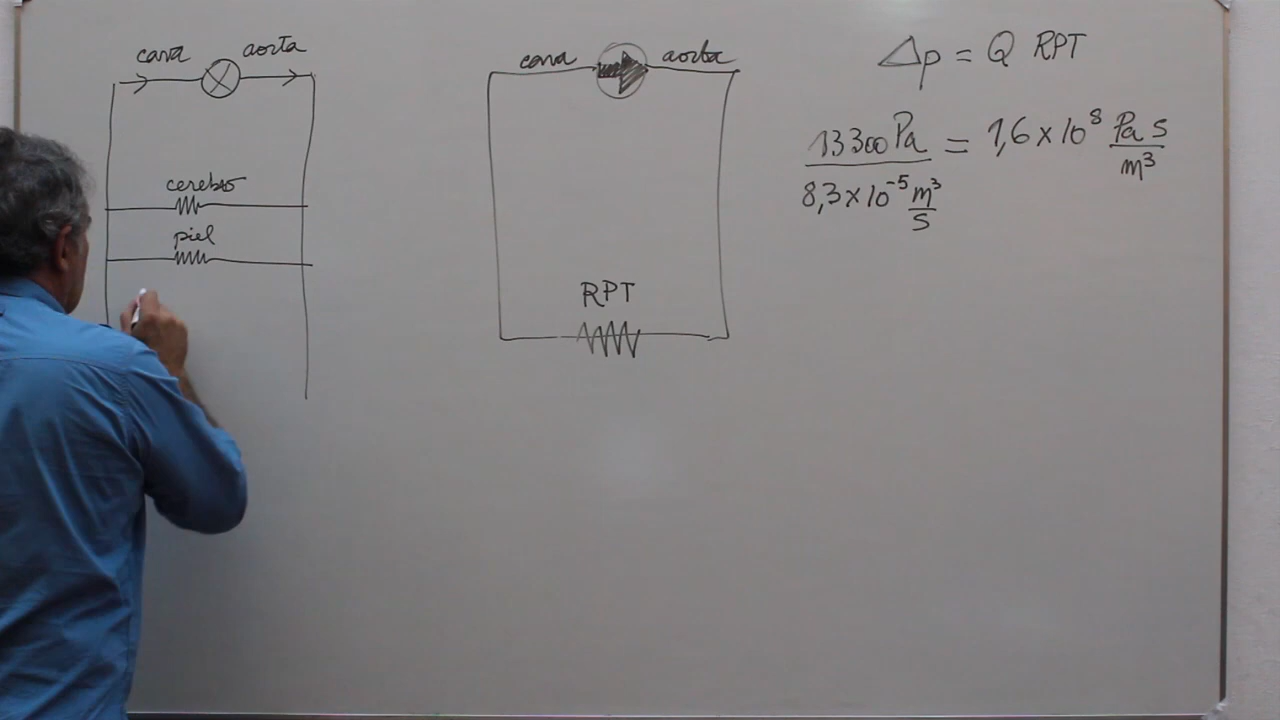 cava aorta
cerebro
piel
cava aorta
RPT
Δp = Q RPT
13300 Pa / 8,3 x 10⁻⁵ m³/s = 1,6 x 10⁸ Pa s / m³